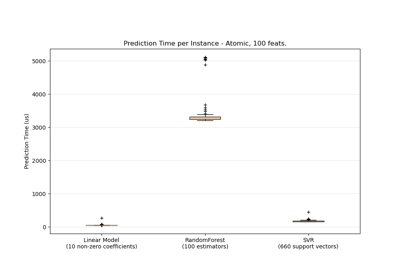 Prediction Time per Instance - Atomic, 100 feats.
5000
4000
3000
2000
1000
0
Prediction Time (us)
Linear Model
(10 non-zero coefficients)
RandomForest
(100 estimators)
SVR
(660 support vectors)